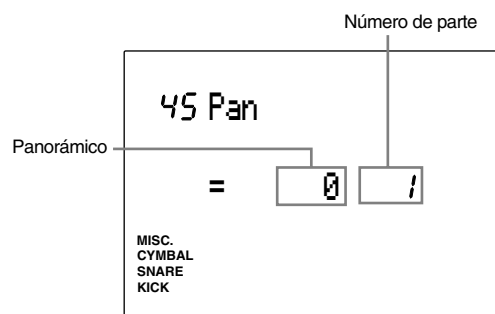 Número de parte
45 Pan
Panorámico
= 0 1
MISC.
CYMBAL
SNARE
KICK